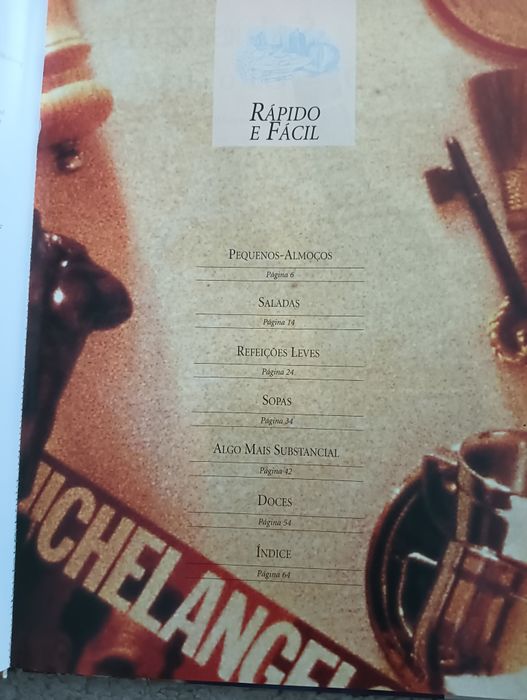 RÁPIDO
E FÁCIL
PEQUENOS-ALMOÇOS
Página 6
SALADAS
Página 14
REFEIÇÕES LEVES
Página 24
SOPAS
Página 34
ALGO MAIS SUBSTANCIAL
Página 42
DOCES
Página 54
ÍNDICE
Página 64
MICHELANGEL